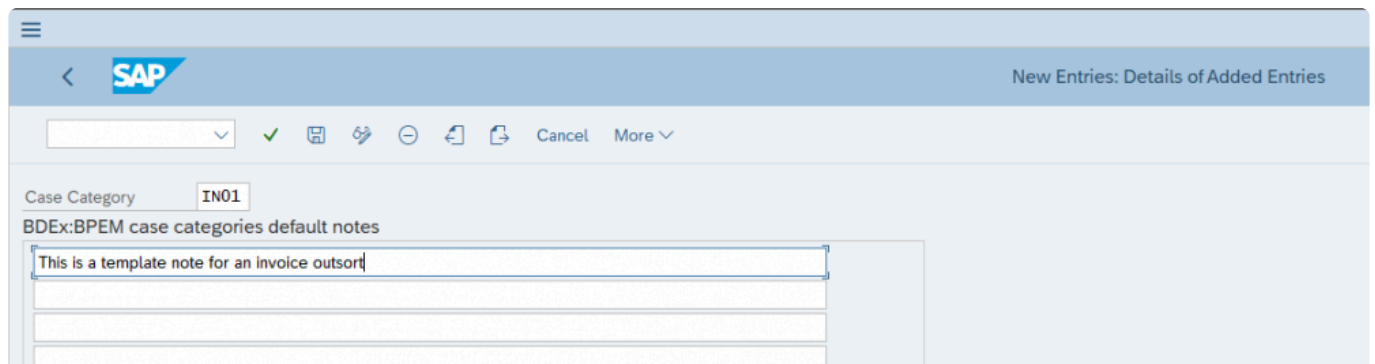 SAP
New Entries: Details of Added Entries
Cancel More
Case Category IN01
BDEx:BPEM case categories default notes
This is a template note for an invoice outsort